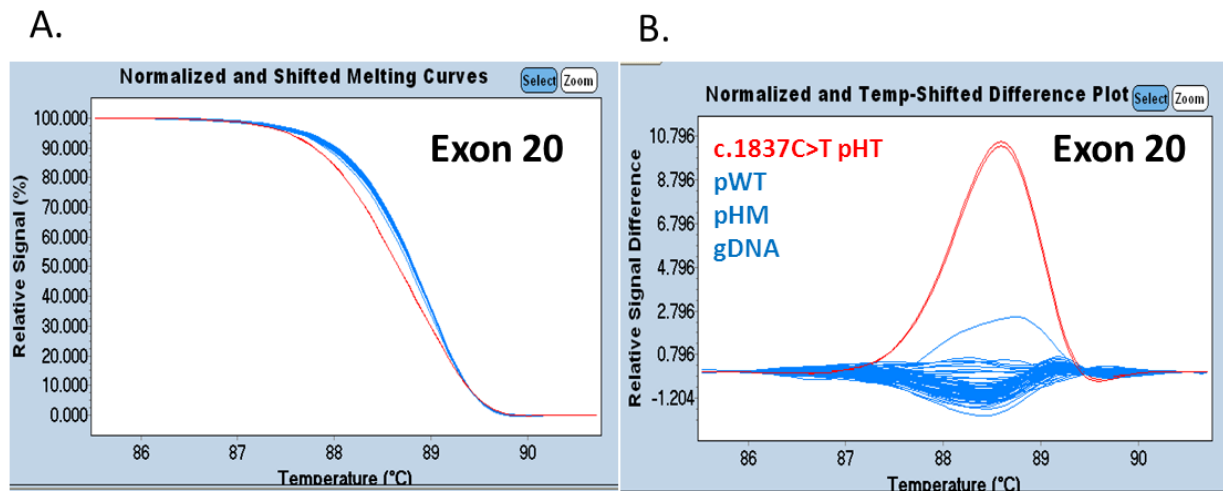 A.
Normalized and Shifted Melting Curves
Select
Zoom
Exon 20
Relative Signal (%)
100.000
90.000
80.000
70.000
60.000
50.000
40.000
30.000
20.000
10.000
0.000
86
87
88
89
90
Temperature (°C)
B.
Normalized and Temp-Shifted Difference Plot
Select
Zoom
c.1837C>T pHT
pWT
pHM
gDNA
Exon 20
Relative Signal Difference
10.796
8.796
6.796
4.796
2.796
0.796
-1.204
86
87
88
89
90
Temperature (°C)